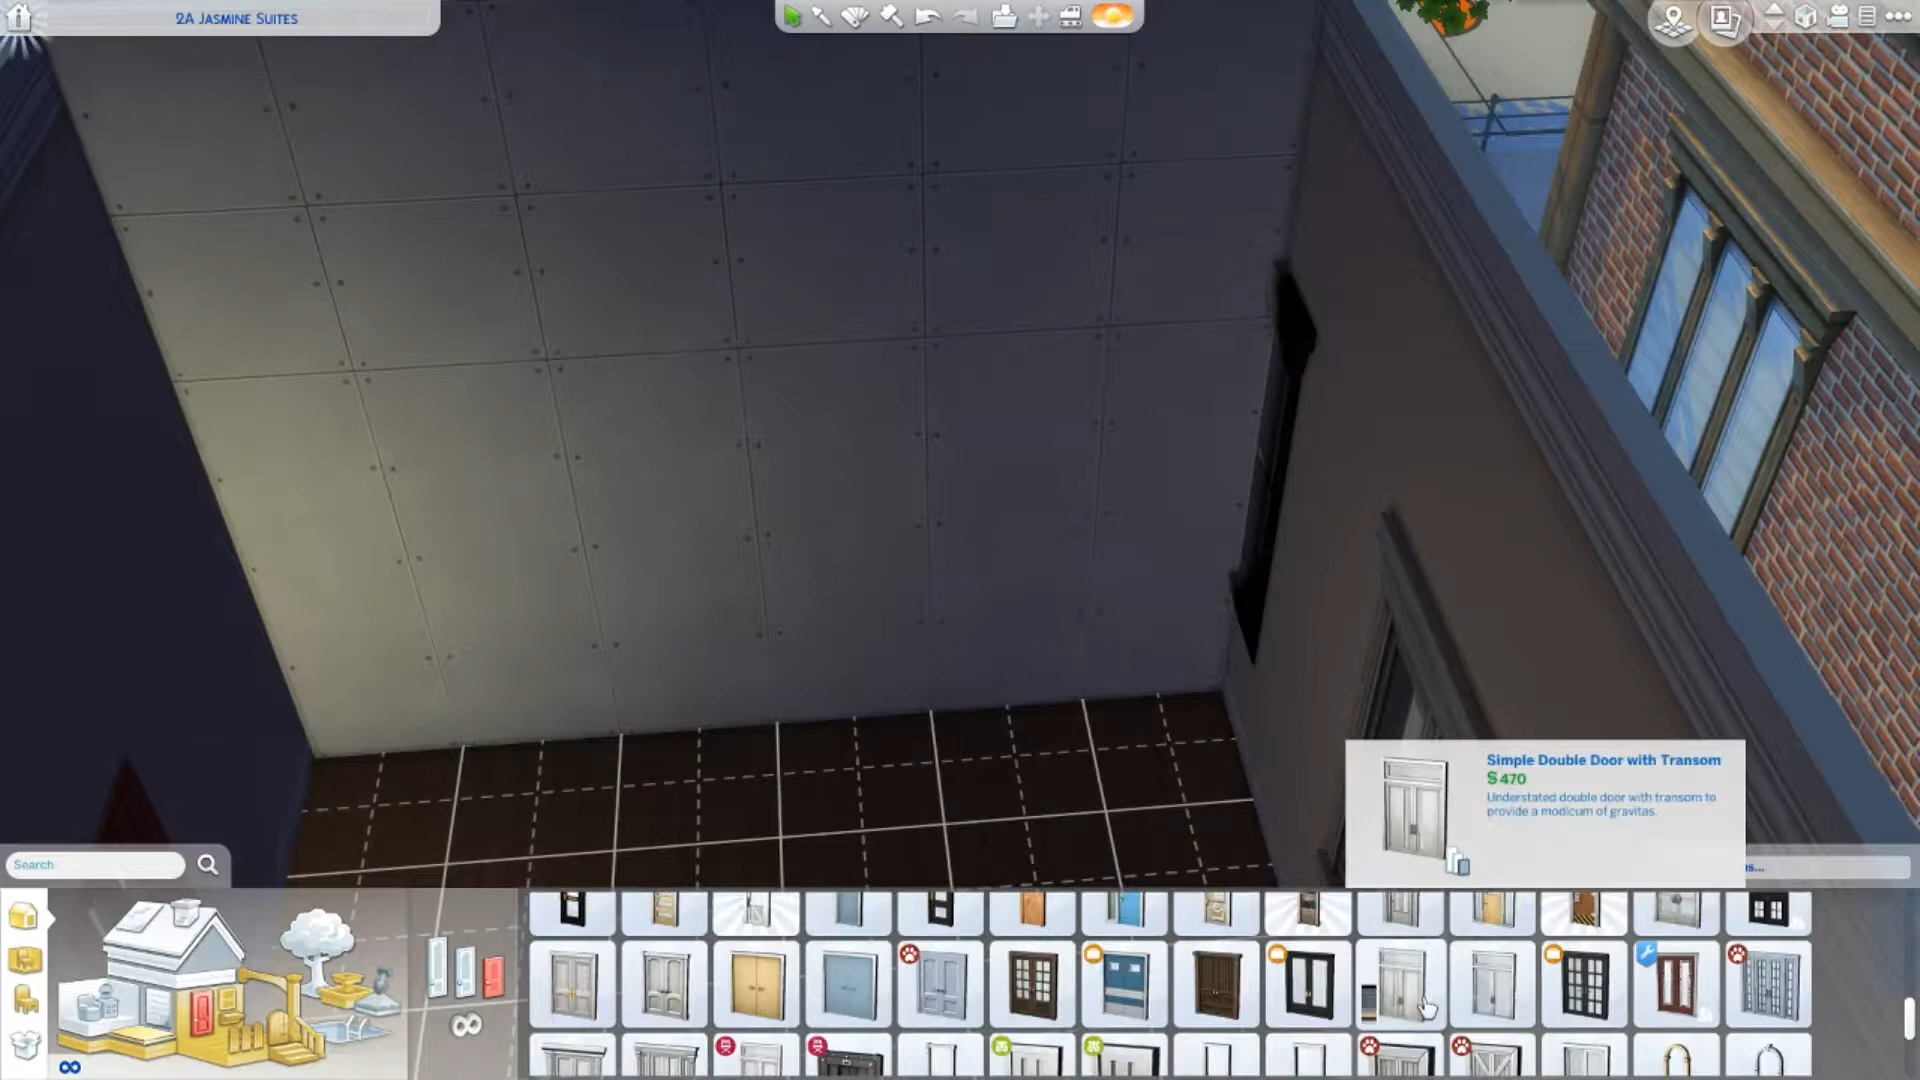 2A Jasmine Suites
Simple Double Door with Transom
§470
Understated double door with transom to
provide a modicum of gravitas.
Search
s...